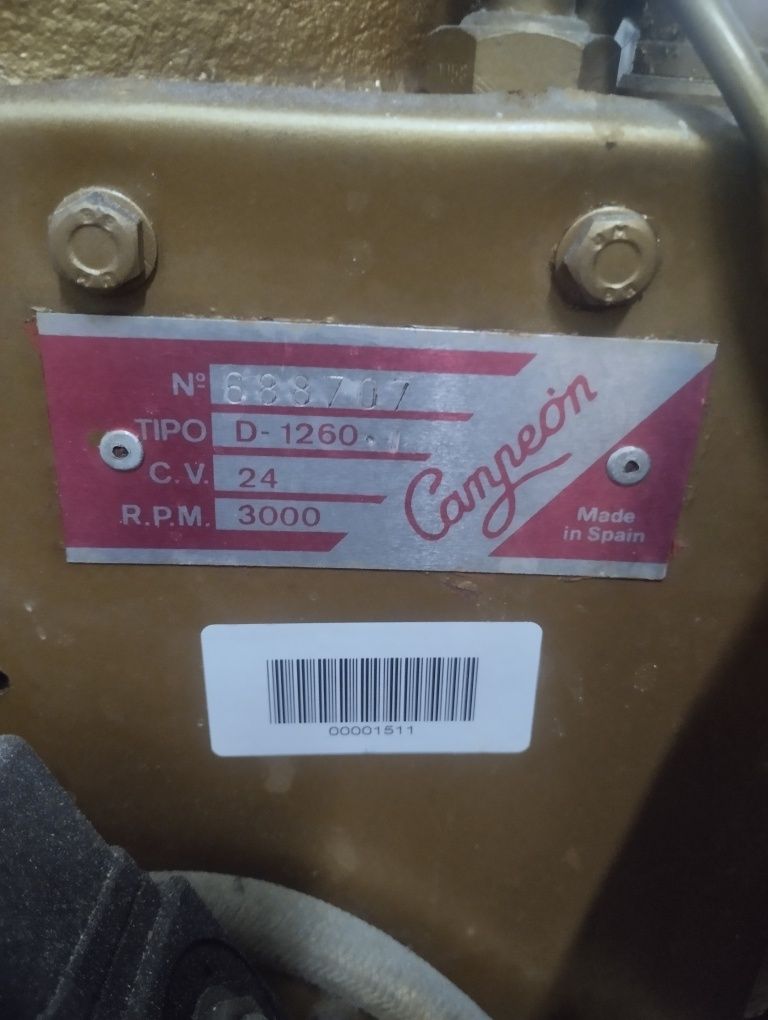 Nº 688707
TIPO D-1260
C.V. 24
R.P.M. 3000
Campeón
Made
in Spain
00001511